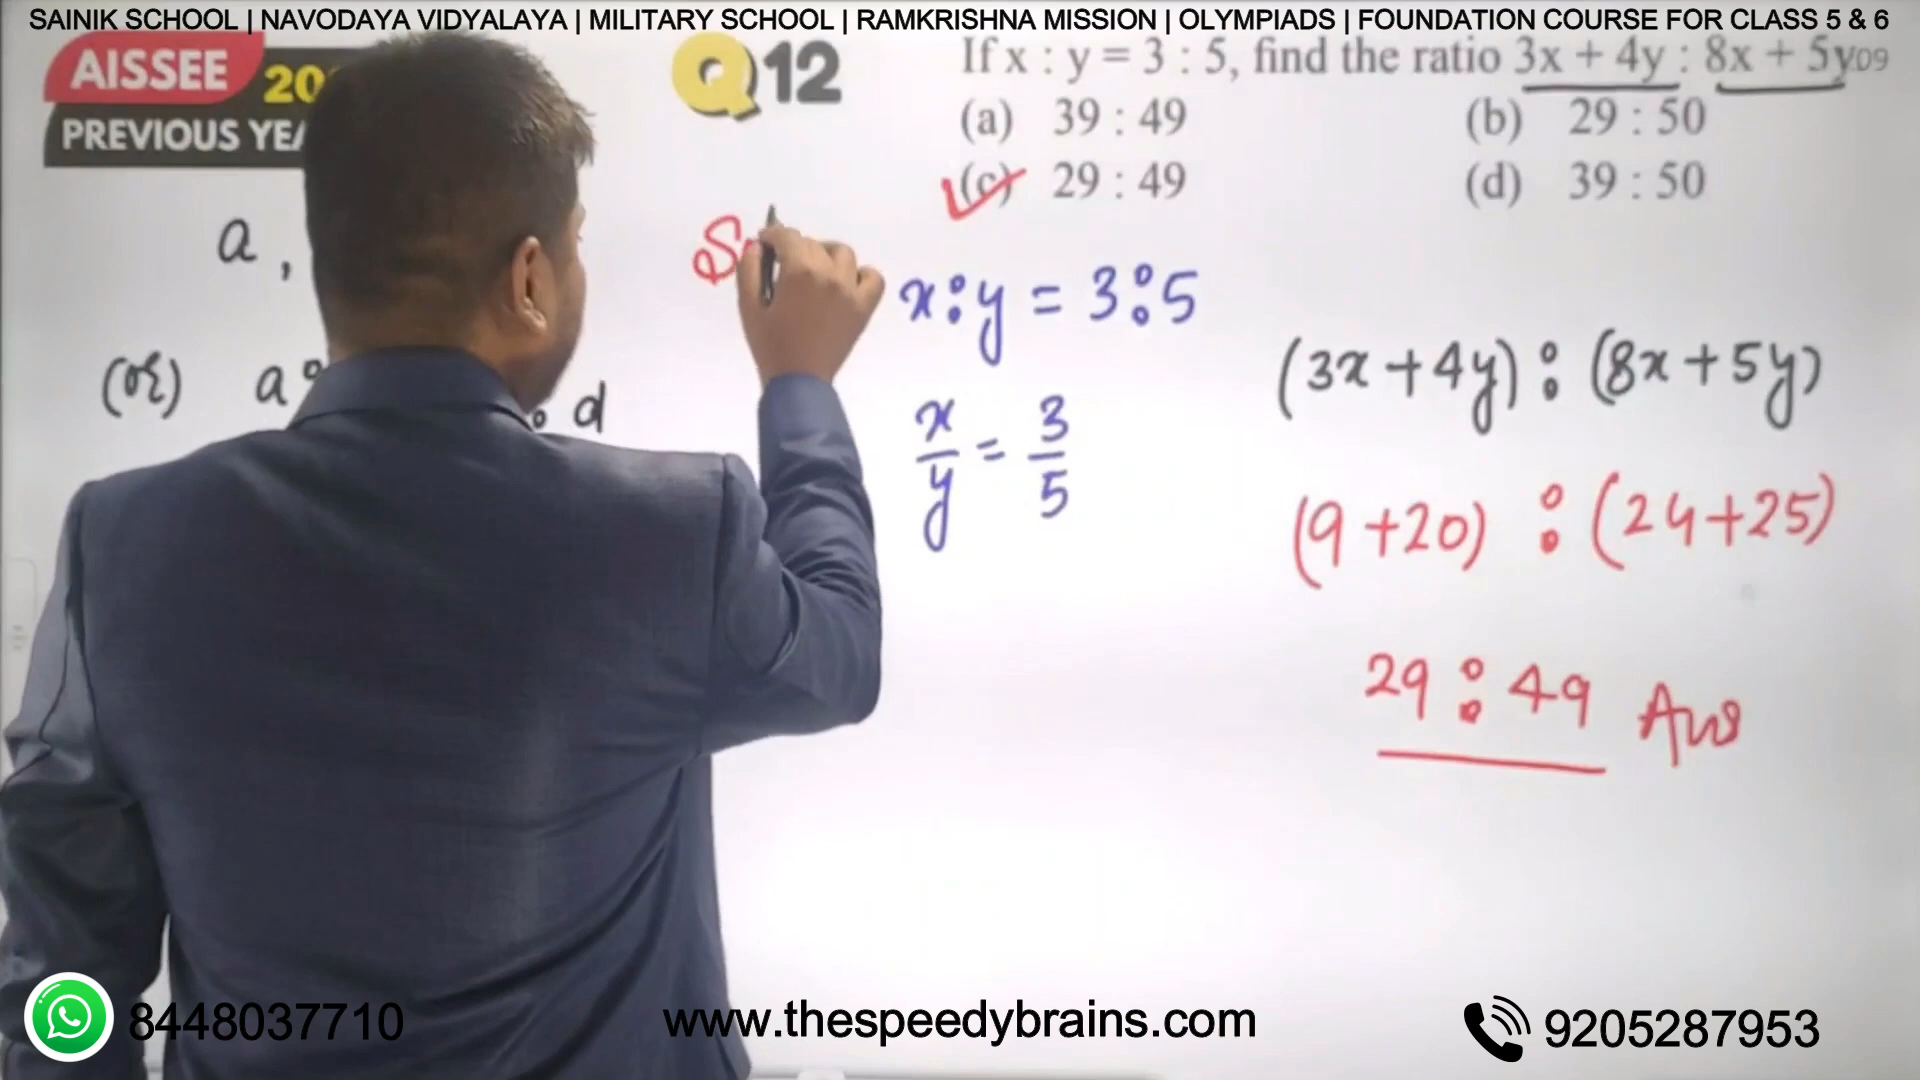 SAINIK SCHOOL | NAVODAYA VIDYALAYA | MILITARY SCHOOL | RAMKRISHNA MISSION | OLYMPIADS | FOUNDATION COURSE FOR CLASS 5 & 6
AISSEE 20
PREVIOUS YEA
Q12
If x : y = 3 : 5, find the ratio 3x + 4y : 8x + 5y.
09
(a) 39 : 49
(b) 29 : 50
(c) 29 : 49
(d) 39 : 50
a ,
(or) a : d
x : y = 3 : 5
x/y = 3/5
(3x + 4y) : (8x + 5y)
(9 + 20) : (24 + 25)
29 : 49 Ans
8448037710
www.thespeedybrains.com
9205287953